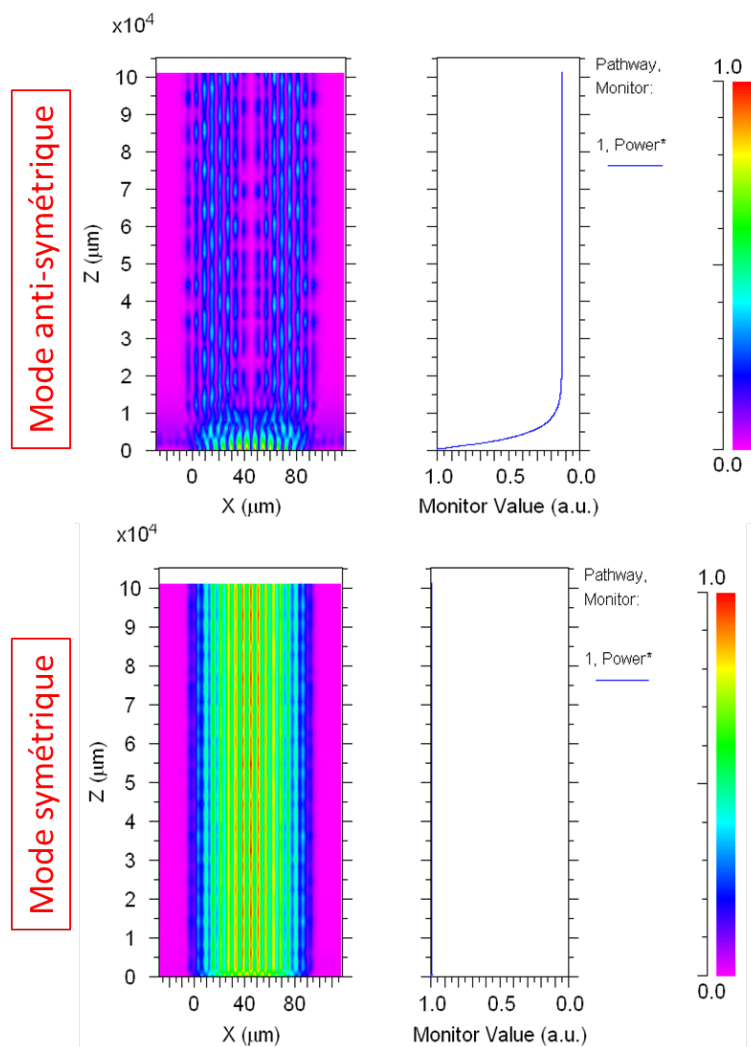 Mode anti-symétrique
x10⁴
10
9
8
7
6
5
4
3
2
1
0
Z (μm)
0 40 80
X (μm)
1.0 0.5 0.0
Monitor Value (a.u.)
Pathway,
Monitor:
1, Power*
1.0
0.0
Mode symétrique
x10⁴
10
9
8
7
6
5
4
3
2
1
0
Z (μm)
0 40 80
X (μm)
1.0 0.5 0.0
Monitor Value (a.u.)
Pathway,
Monitor:
1, Power*
1.0
0.0